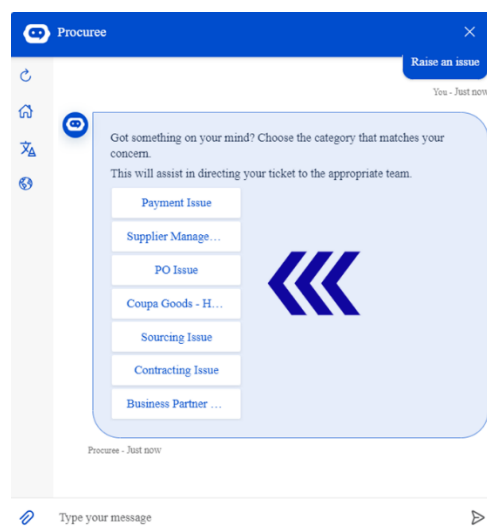 Procuree
Raise an issue
You - Just now
Got something on your mind? Choose the category that matches your
concern.
This will assist in directing your ticket to the appropriate team.
Payment Issue
Supplier Manage...
PO Issue
Coupa Goods - H...
Sourcing Issue
Contracting Issue
Business Partner ...
Procuree - Just now
Type your message